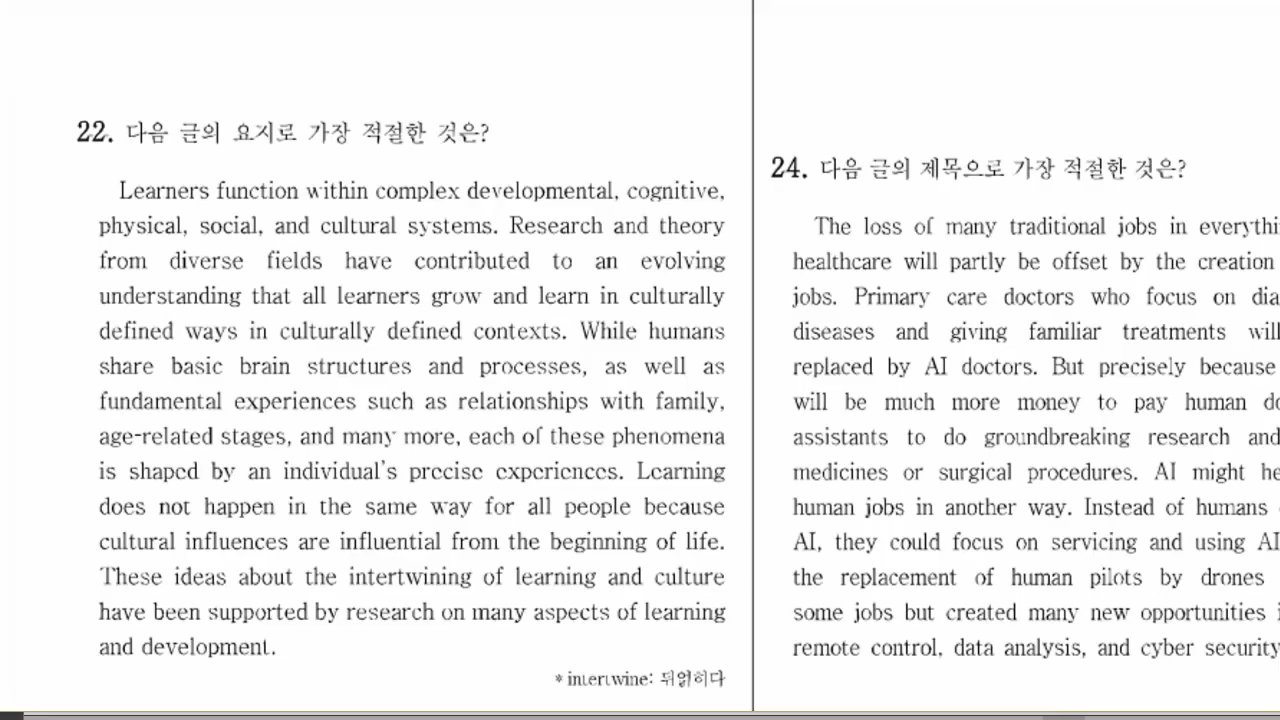 22. 다음 글의 요지로 가장 적절한 것은?
Learners function within complex developmental, cognitive,
physical, social, and cultural systems. Research and theory
from diverse fields have contributed to an evolving
understanding that all learners grow and learn in culturally
defined ways in culturally defined contexts. While humans
share basic brain structures and processes, as well as
fundamental experiences such as relationships with family,
age-related stages, and many more, each of these phenomena
is shaped by an individual's precise experiences. Learning
does not happen in the same way for all people because
cultural influences are influential from the beginning of life.
These ideas about the intertwining of learning and culture
have been supported by research on many aspects of learning
and development.
* intertwine: 뒤얽히다
24. 다음 글의 제목으로 가장 적절한 것은?
The loss of many traditional jobs in
healthcare will partly be offset by the creation
jobs. Primary care doctors who focus on
diseases and giving familiar treatments will
replaced by AI doctors. But precisely because
will be much more money to pay human
assistants to do groundbreaking research and
medicines or surgical procedures. AI might
human jobs in another way. Instead of humans
AI, they could focus on servicing and using AI
the replacement of human pilots by drones
some jobs but created many new opportunities
remote control, data analysis, and cyber security